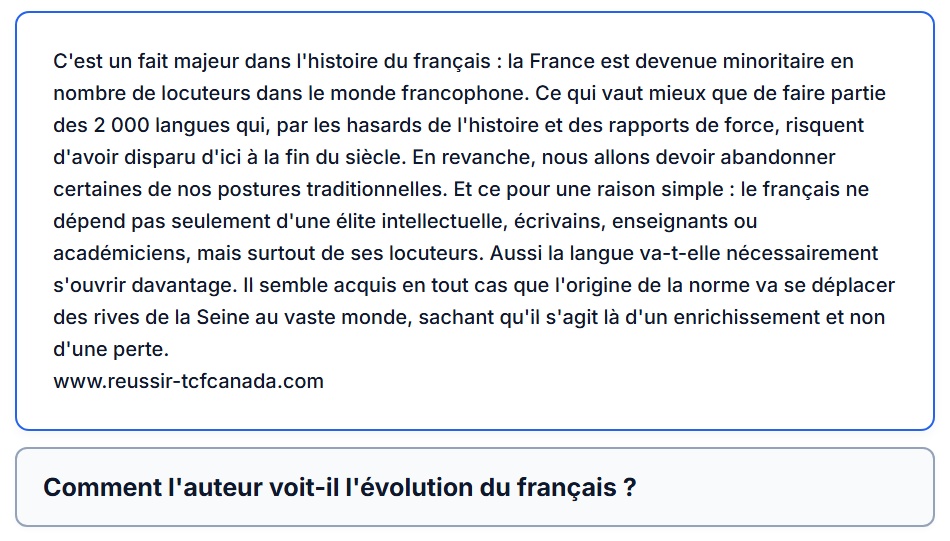 C'est un fait majeur dans l'histoire du français : la France est devenue minoritaire en
nombre de locuteurs dans le monde francophone. Ce qui vaut mieux que de faire partie
des 2 000 langues qui, par les hasards de l'histoire et des rapports de force, risquent
d'avoir disparu d'ici à la fin du siècle. En revanche, nous allons devoir abandonner
certaines de nos postures traditionnelles. Et ce pour une raison simple : le français ne
dépend pas seulement d'une élite intellectuelle, écrivains, enseignants ou
académiciens, mais surtout de ses locuteurs. Aussi la langue va-t-elle nécessairement
s'ouvrir davantage. Il semble acquis en tout cas que l'origine de la norme va se déplacer
des rives de la Seine au vaste monde, sachant qu'il s'agit là d'un enrichissement et non
d'une perte.
www.reussir-tcfcanada.com
Comment l'auteur voit-il l'évolution du français ?